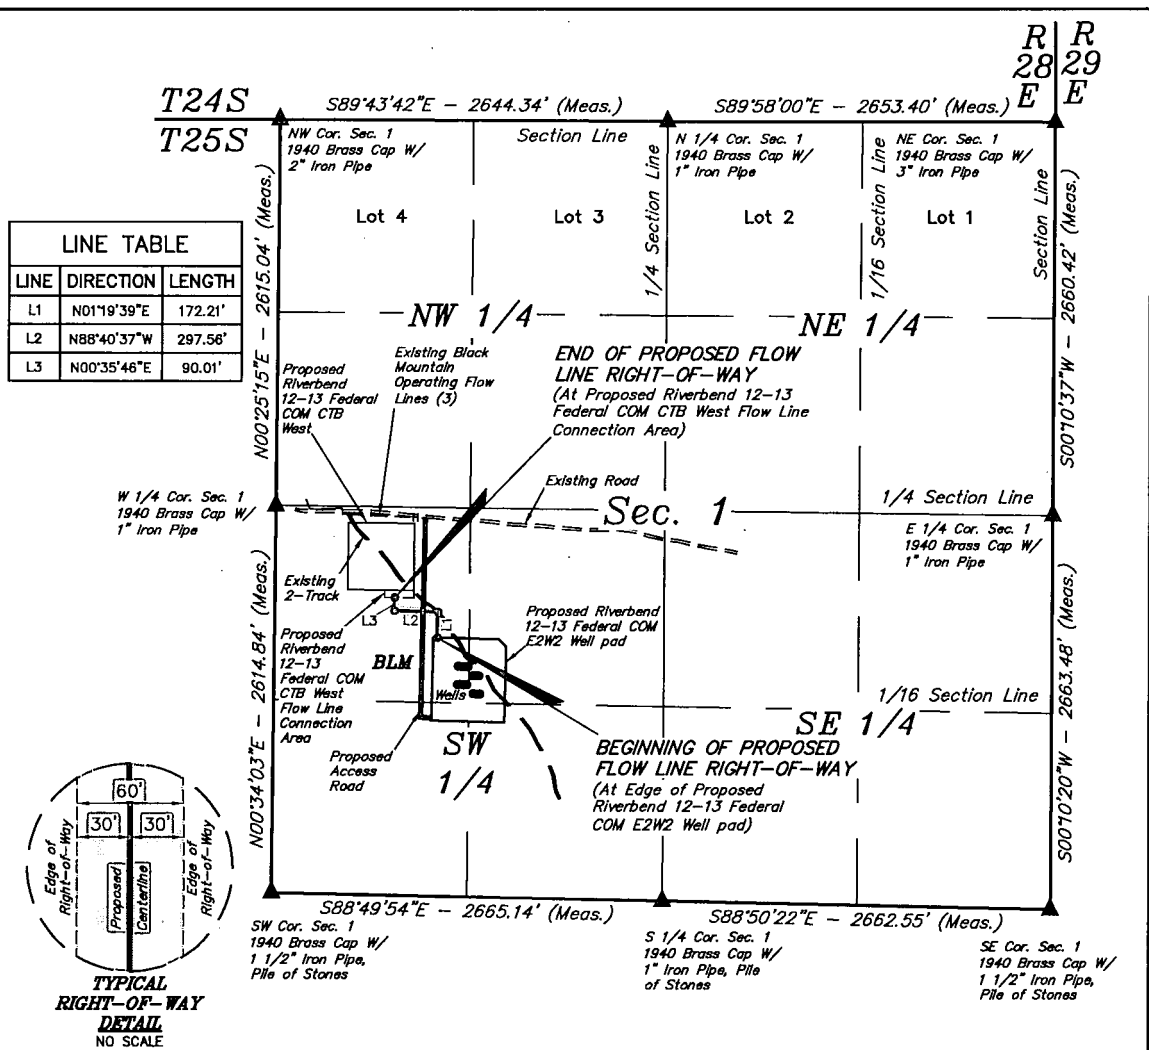 R R
28 29
E E
T24S
T25S
S89°43'42"E - 2644.34' (Meas.)
S89°58'00"E - 2653.40' (Meas.)
NW Cor. Sec. 1
1940 Brass Cap W/
2" Iron Pipe
Section Line
N 1/4 Cor. Sec. 1
1940 Brass Cap W/
1" Iron Pipe
NE Cor. Sec. 1
1940 Brass Cap W/
3" Iron Pipe
Lot 4
Lot 3
Lot 2
Lot 1
1/4 Section Line
1/16 Section Line
Section Line
N00°25'15"E - 2615.04' (Meas.)
S00°10'37"W - 2660.42' (Meas.)
LINE TABLE
LINE DIRECTION LENGTH
L1 N01°19'39"E 172.21'
L2 N88°40'37"W 297.56'
L3 N00°35'46"E 90.01'
NW 1/4
NE 1/4
Proposed
Riverbend
12-13 Federal
COM CTB
West
Existing Black
Mountain
Operating Flow
Lines (3)
END OF PROPOSED FLOW
LINE RIGHT-OF-WAY
(At Proposed Riverbend 12-13
Federal COM CTB West Flow Line
Connection Area)
Existing Road
W 1/4 Cor. Sec. 1
1940 Brass Cap W/
1" Iron Pipe
Sec. 1
1/4 Section Line
E 1/4 Cor. Sec. 1
1940 Brass Cap W/
1" Iron Pipe
Existing
2-Track
L3
L2
L1
Proposed Riverbend
12-13 Federal COM
E2W2 Well pad
Proposed
Riverbend
12-13
Federal COM
CTB West
Flow Line
Connection
Area
BLM
Wells
N00°34'03"E - 2614.84' (Meas.)
S00°10'20"W - 2663.48' (Meas.)
1/16 Section Line
SW
1/4
SE 1/4
Proposed
Access
Road
BEGINNING OF PROPOSED
FLOW LINE RIGHT-OF-WAY
(At Edge of Proposed
Riverbend 12-13 Federal
COM E2W2 Well pad)
60'
30' 30'
Edge of
Right-of-Way
Proposed
Centerline
Edge of
Right-of-Way
S88°49'54"E - 2665.14' (Meas.)
S88°50'22"E - 2662.55' (Meas.)
SW Cor. Sec. 1
1940 Brass Cap W/
1 1/2" Iron Pipe,
Pile of Stones
S 1/4 Cor. Sec. 1
1940 Brass Cap W/
1" Iron Pipe, Pile
of Stones
SE Cor. Sec. 1
1940 Brass Cap W/
1 1/2" Iron Pipe,
Pile of Stones
TYPICAL
RIGHT-OF-WAY
DETAIL
NO SCALE